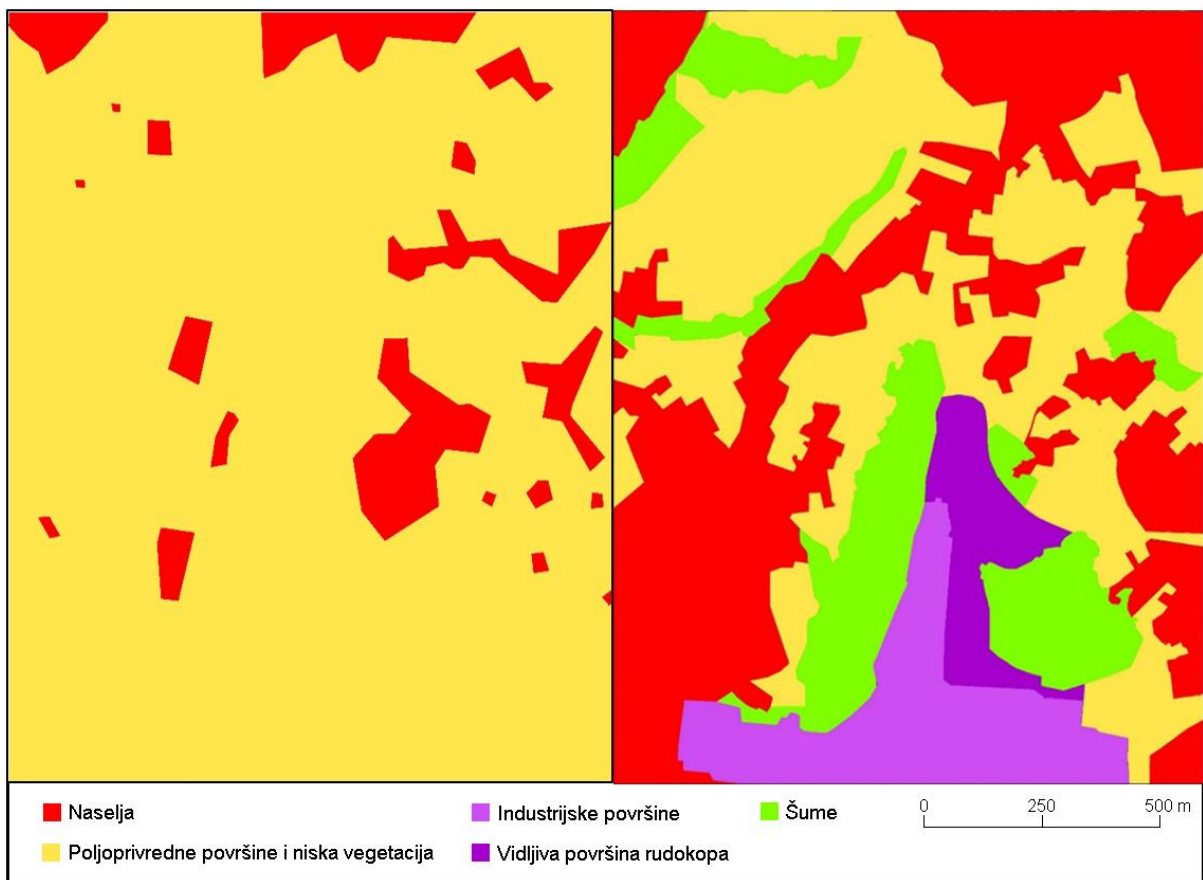 Naselja
Industrijske površine
Šume
0 250 500 m
Poljoprivredne površine i niska vegetacija
Vidljiva površina rudokopa